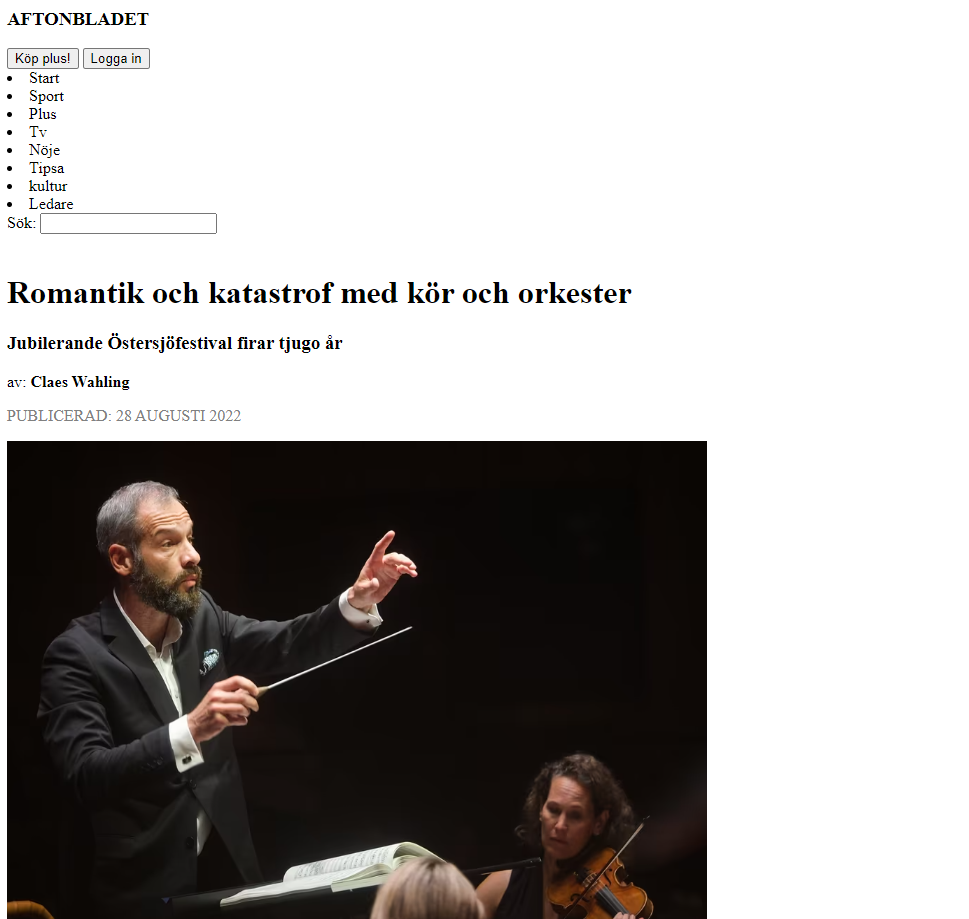 AFTONBLADET
Köp plus! Logga in
Start
Sport
Plus
Tv
Nöje
Tipsa
kultur
Ledare
Sök:
Romantik och katastrof med kör och orkester
Jubilerande Östersjöfestival firar tjugo år
av: Claes Wahling
PUBLICERAD: 28 AUGUSTI 2022